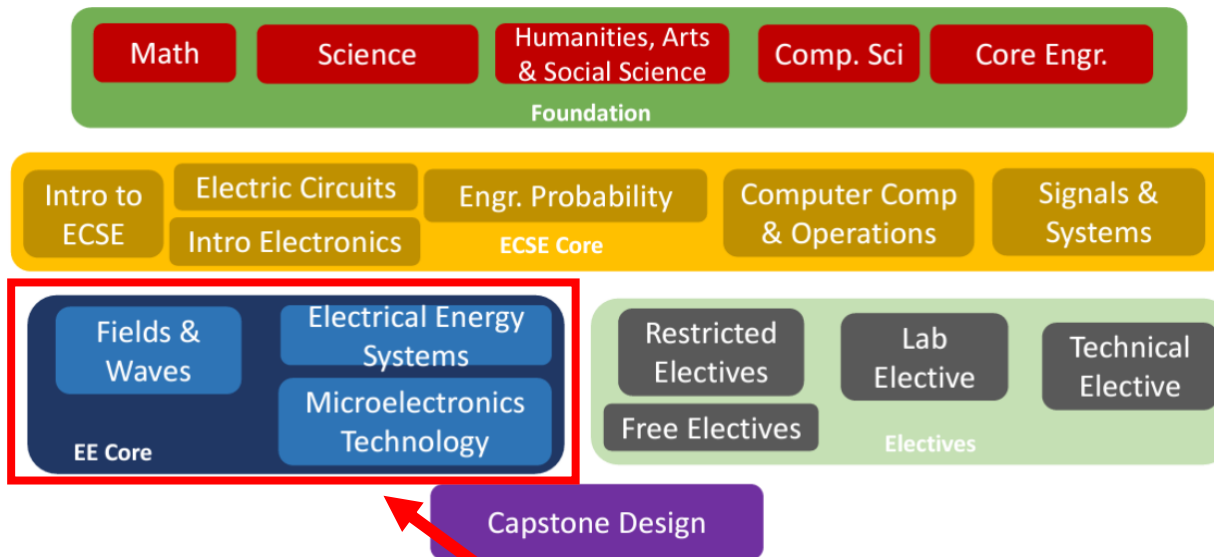 Math
Science
Humanities, Arts
& Social Science
Comp. Sci
Core Engr.
Foundation
Intro to
ECSE
Electric Circuits
Intro Electronics
Engr. Probability
Computer Comp
& Operations
Signals &
Systems
ECSE Core
Fields &
Waves
Electrical Energy
Systems
Microelectronics
Technology
EE Core
Restricted
Electives
Lab
Elective
Technical
Elective
Free Electives
Electives
Capstone Design